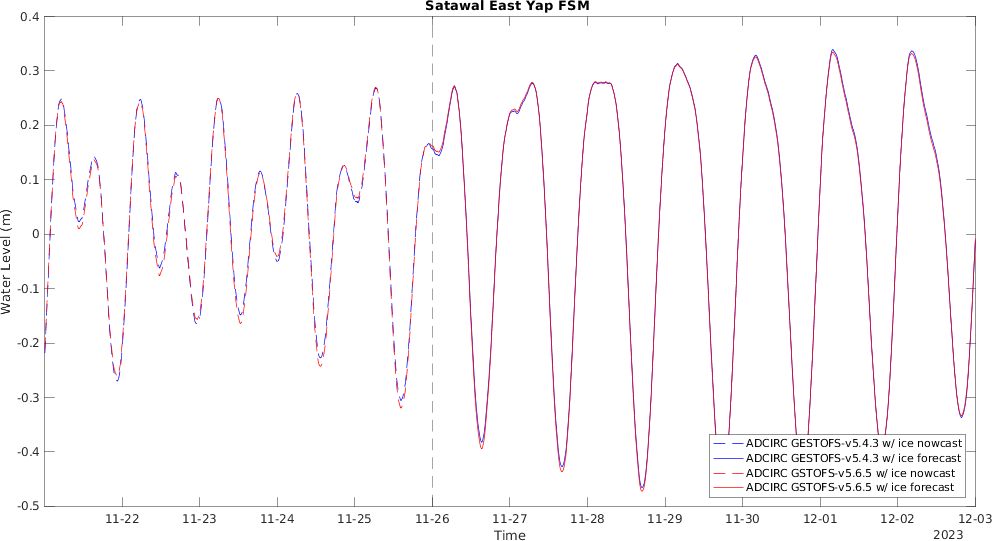 Satawal East Yap FSM
0.4
0.3
0.2
0.1
0
-0.1
-0.2
-0.3
-0.4
-0.5
Water Level (m)
ADCIRC GESTOFS-v5.4.3 w/ ice nowcast
ADCIRC GESTOFS-v5.4.3 w/ ice forecast
ADCIRC GSTOFS-v5.6.5 w/ ice nowcast
ADCIRC GSTOFS-v5.6.5 w/ ice forecast
11-22 11-23 11-24 11-25 11-26 11-27 11-28 11-29 11-30 12-01 12-02 12-03
Time
2023